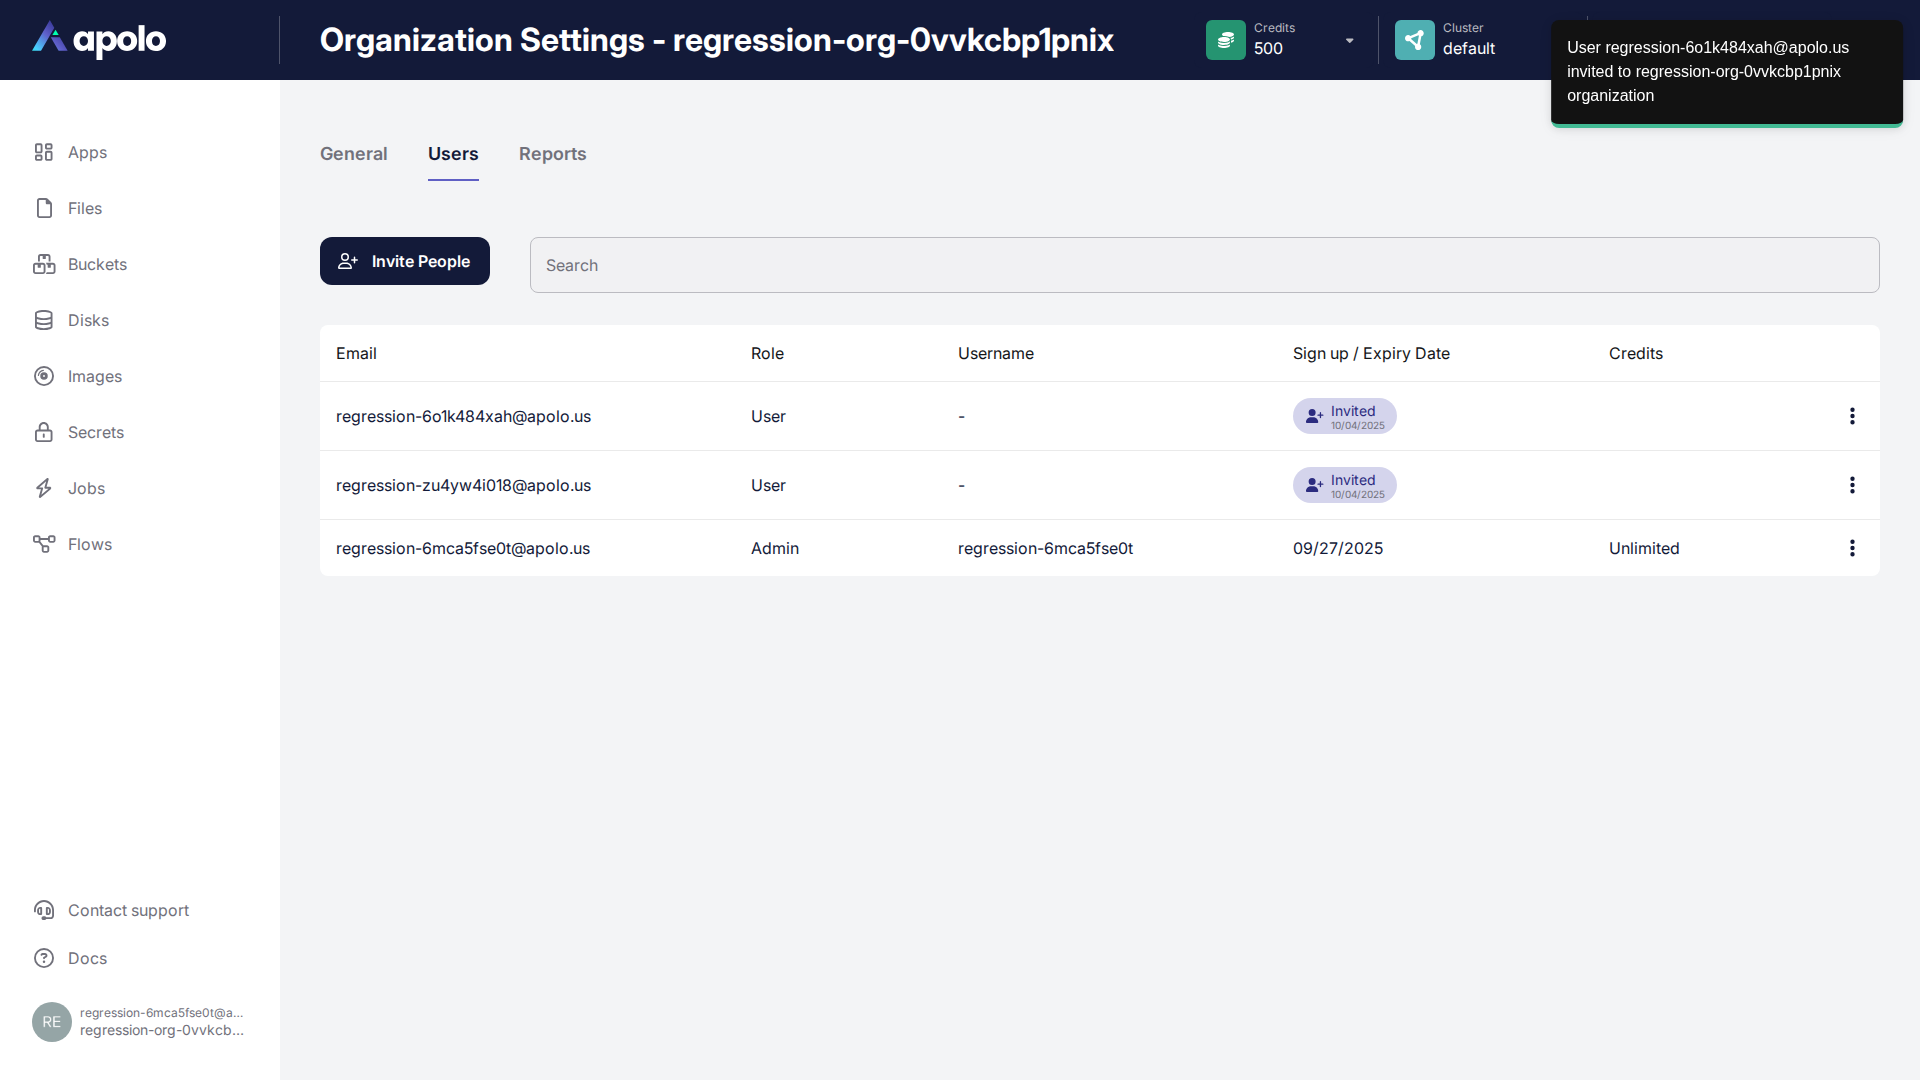 apolo
Organization Settings - regression-org-0vvkcbp1pnix
Credits
500
Cluster
default
User regression-6o1k484xah@apolo.us
invited to regression-org-0vvkcbp1pnix
organization
Apps
Files
Buckets
Disks
Images
Secrets
Jobs
Flows
Contact support
Docs
RE
regression-6mca5fse0t@a...
regression-org-0vvkcb...
General Users Reports
Invite People
Search
Email Role Username Sign up / Expiry Date Credits
regression-6o1k484xah@apolo.us User - Invited
10/04/2025
regression-zu4yw4i018@apolo.us User - Invited
10/04/2025
regression-6mca5fse0t@apolo.us Admin regression-6mca5fse0t 09/27/2025 Unlimited